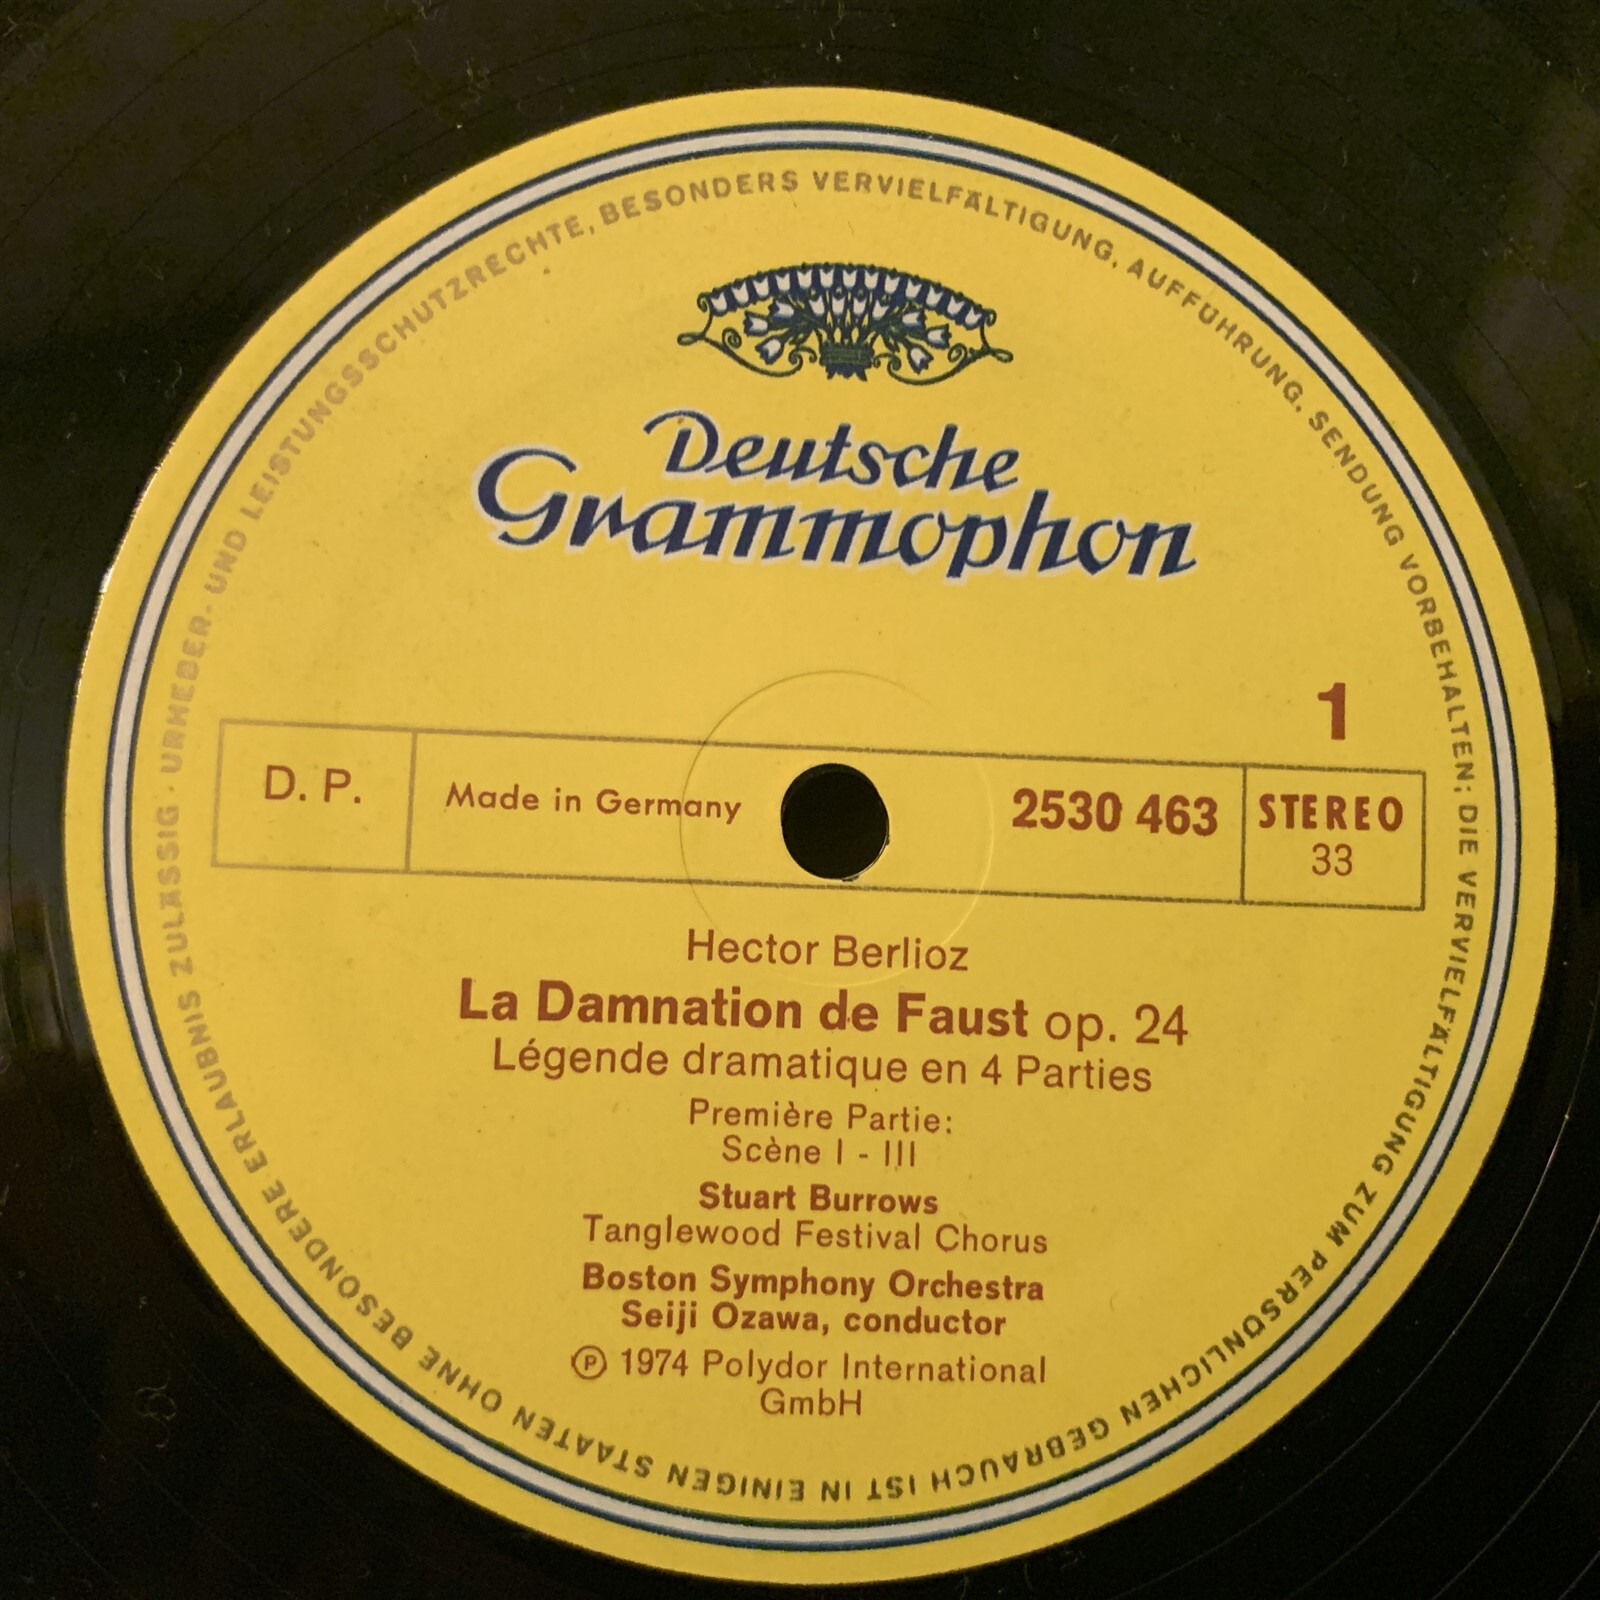 URHEBER- UND LEISTUNGSSCHUTZRECHTE, BESONDERS VERVIELFÄLTIGUNG, AUFFÜHRUNG, SENDUNG VORBEHALTEN; DIE VERVIELFÄLTIGUNG ZUM PERSÖNLICHEN GEBRAUCH IST IN EINIGEN STAATEN OHNE BESONDERE ERLAUBNIS ZULÄSSIG ·
Deutsche
Grammophon
1
D. P. Made in Germany 2530 463 STEREO
33
Hector Berlioz
La Damnation de Faust op. 24
Légende dramatique en 4 Parties
Première Partie:
Scène I - III
Stuart Burrows
Tanglewood Festival Chorus
Boston Symphony Orchestra
Seiji Ozawa, conductor
℗ 1974 Polydor International
GmbH